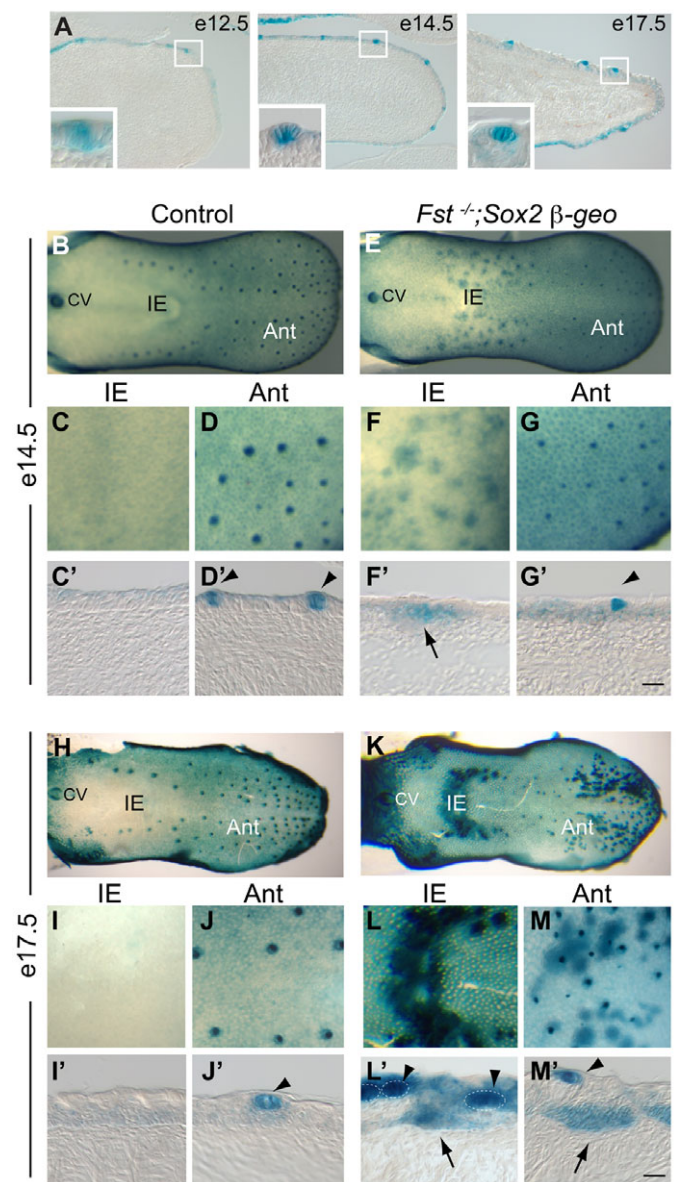 A e12.5 e14.5 e17.5
Control Fst -/-;Sox2 β-geo
B CV IE Ant E CV IE Ant
IE Ant IE Ant
C D F G
C’ D’ F’ G’
e14.5
H CV IE Ant K CV IE Ant
IE Ant IE Ant
I J L M
I’ J’ L’ M’
e17.5